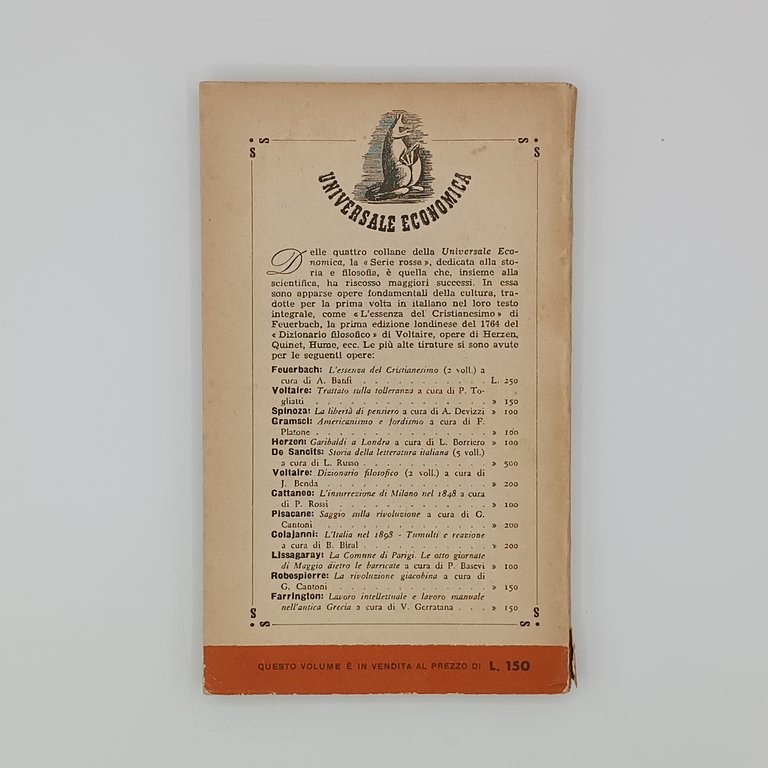 UNIVERSALE ECONOMICA
Delle quattro collane della Universale Eco-
nomica, la «Serie rossa», dedicata alla sto-
ria e filosofia, è quella che, insieme alla
scientifica, ha riscosso maggiori successi. In essa
sono apparse opere fondamentali della cultura, tra-
dotte per la prima volta in italiano nel loro testo
integrale, come «L'essenza del Cristianesimo» di
Feuerbach, la prima edizione londinese del 1764 del
«Dizionario filosofico» di Voltaire, opere di Herzen,
Quinet, Hume, ecc. Le più alte tirature si sono avute
per le seguenti opere:
Feuerbach: L'essenza del Cristianesimo (2 voll.) a
cura di A. Banfi . . . . . . . . . . L. 250
Voltaire: Trattato sulla tolleranza a cura di P. To-
gliatti . . . . . . . . . . . . . » 150
Spinoza: La libertà di pensiero a cura di A. Devizzi » 100
Gramsci: Americanismo e fordismo a cura di F.
Platone . . . . . . . . . . . . . » 100
Herzen: Garibaldi a Londra a cura di L. Borriero » 100
De Sancits: Storia della letteratura italiana (5 voll.)
a cura di L. Russo . . . . . . . . . » 500
Voltaire: Dizionario filosofico (2 voll.) a cura di
J. Benda . . . . . . . . . . . . » 200
Cattaneo: L'insurrezione di Milano nel 1848 a cura
di P. Rossi . . . . . . . . . . . » 100
Pisacane: Saggio sulla rivoluzione a cura di G.
Cantoni . . . . . . . . . . . . » 200
Colajanni: L'Italia nel 1898 - Tumulti e reazione
a cura di B. Biral . . . . . . . . . » 200
Lissagaray: La Comune di Parigi. Le otto giornate
di Maggio dietro le barricate a cura di P. Basevi » 100
Robespierre: La rivoluzione giacobina a cura di
G. Cantoni . . . . . . . . . . . » 150
Farrington: Lavoro intellettuale e lavoro manuale
nell'antica Grecia a cura di V. Gerratana . . . » 150
QUESTO VOLUME È IN VENDITA AL PREZZO DI L. 150